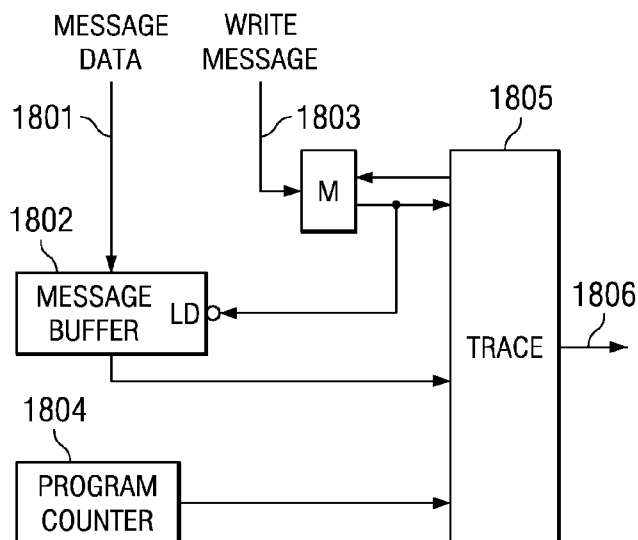 MESSAGE DATA
WRITE MESSAGE
1801
1803
1805
M
1802
MESSAGE BUFFER
LD
1806
TRACE
1804
PROGRAM COUNTER